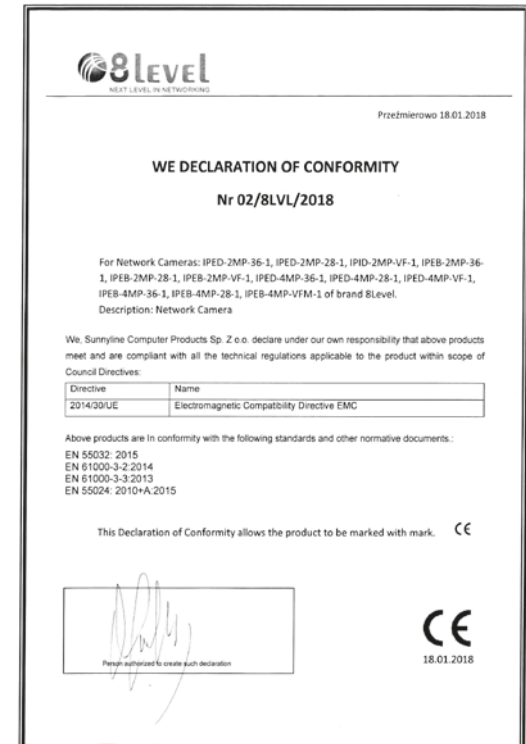 8level
NEXT LEVEL IN NETWORKING
Przeźmierowo 18.01.2018
WE DECLARATION OF CONFORMITY
Nr 02/8LVL/2018
For Network Cameras: IPED-2MP-36-1, IPED-2MP-28-1, IPID-2MP-VF-1, IPEB-2MP-36-
1, IPEB-2MP-28-1, IPEB-2MP-VF-1, IPED-4MP-36-1, IPED-4MP-28-1, IPED-4MP-VF-1,
IPEB-4MP-36-1, IPEB-4MP-28-1, IPEB-4MP-VFM-1 of brand 8Level.
Description: Network Camera
We, Sunnyline Computer Products Sp. Z o.o. declare under our own responsibility that above products
meet and are compliant with all the technical regulations applicable to the product within scope of
Council Directives:
Directive Name
2014/30/UE Electromagnetic Compatibility Directive EMC
Above products are In conformity with the following standards and other normative documents.:
EN 55032: 2015
EN 61000-3-2:2014
EN 61000-3-3:2013
EN 55024: 2010+A:2015
This Declaration of Conformity allows the product to be marked with mark. CE
Person authorized to create such declaration
CE
18.01.2018